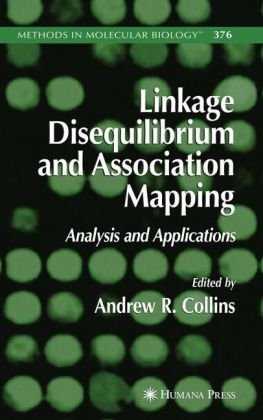 METHODS IN MOLECULAR BIOLOGY™ 376
Linkage
Disequilibrium
and Association
Mapping
Analysis and Applications
Edited by
Andrew R. Collins
HUMANA PRESS